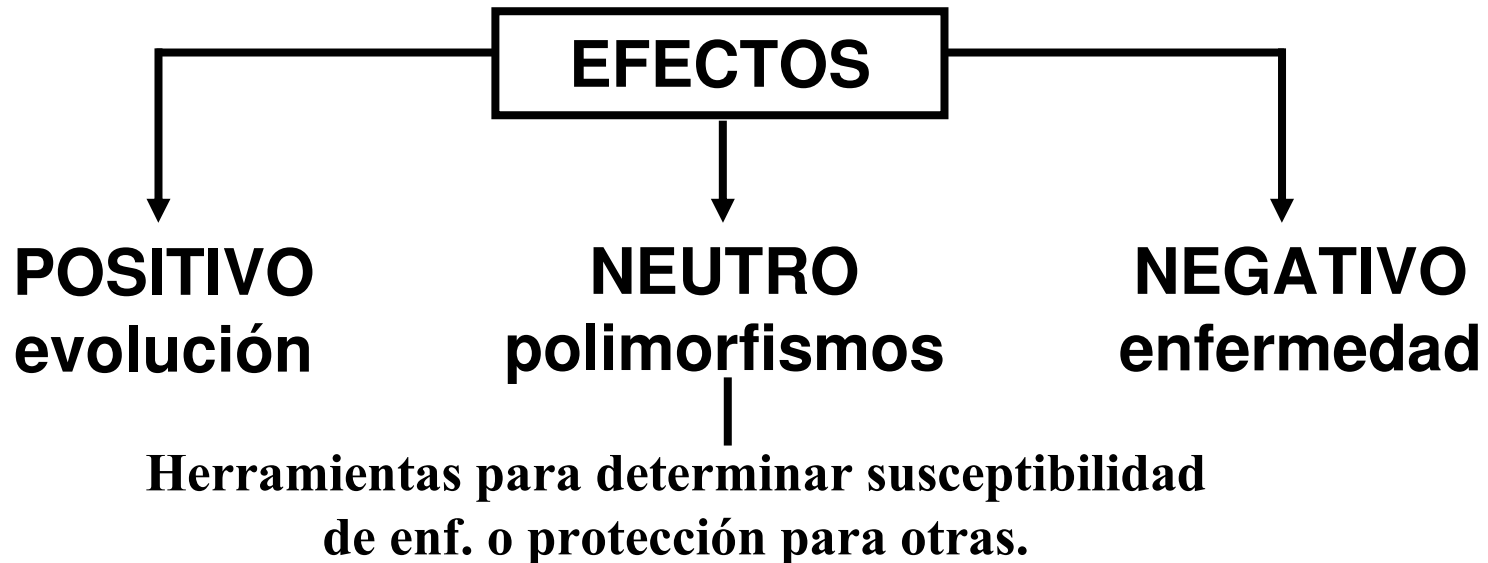 EFECTOS
POSITIVO
evolución
NEUTRO
polimorfismos
NEGATIVO
enfermedad
Herramientas para determinar susceptibilidad
de enf. o protección para otras.